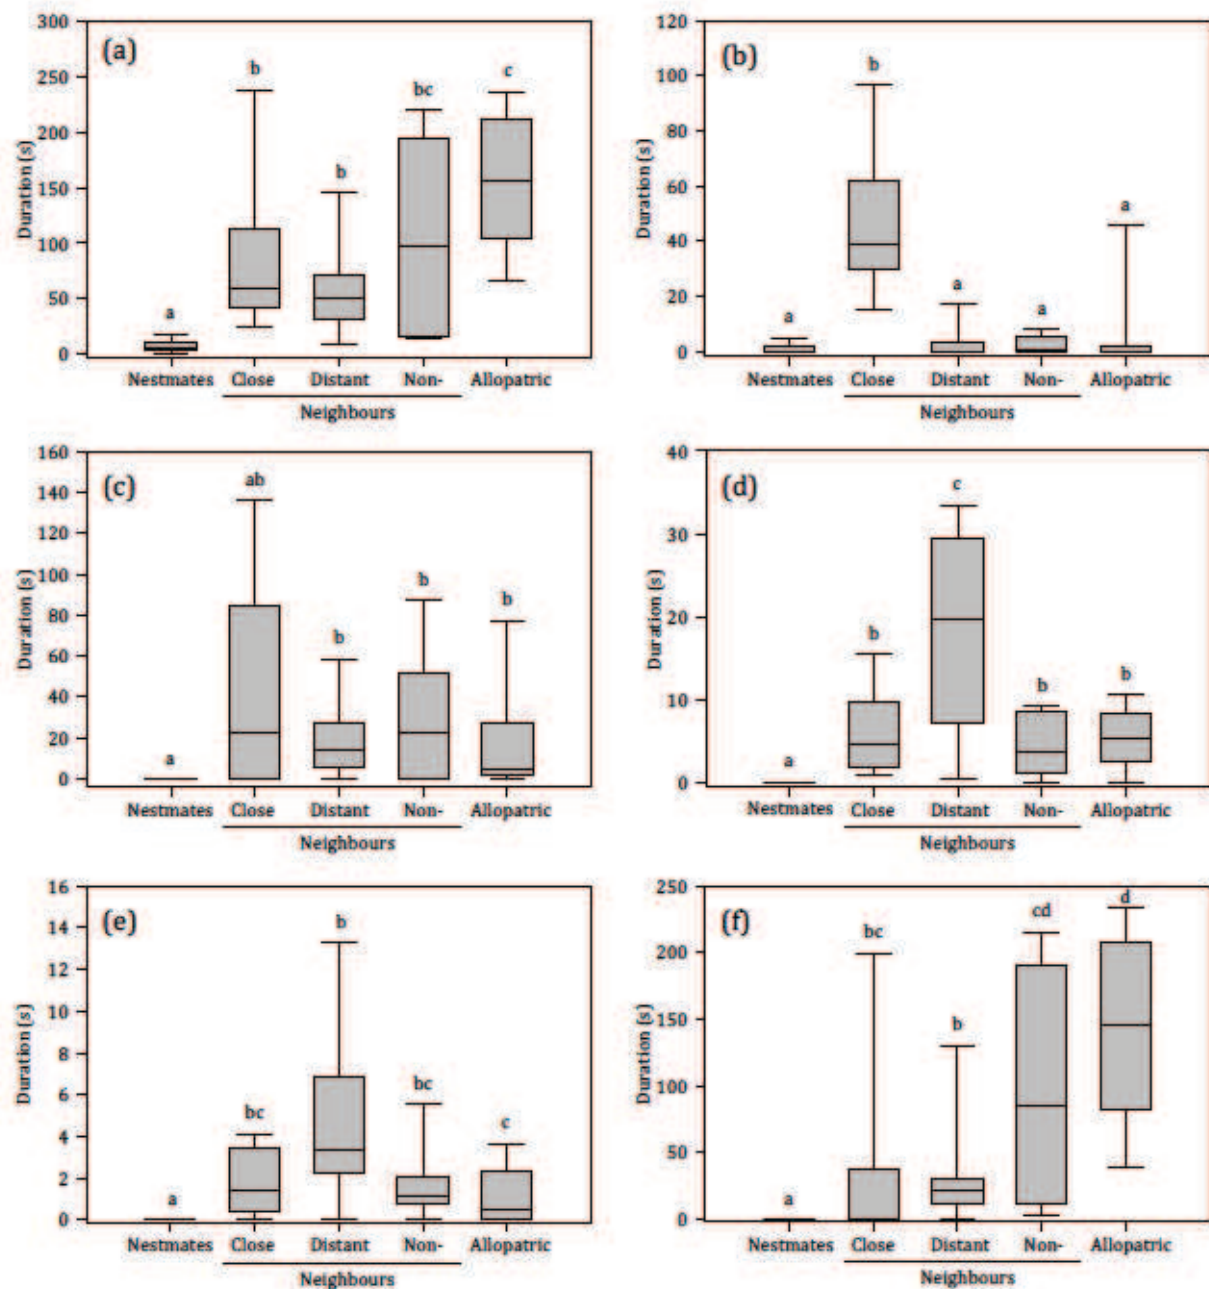 (a)
300
250
200
150
100
50
0
Duration (s)
a
b
b
bc
c
Nestmates Close Distant Non- Allopatric
Neighbours
(b)
120
100
80
60
40
20
0
Duration (s)
a
b
a
a
a
Nestmates Close Distant Non- Allopatric
Neighbours
(c)
160
140
120
100
80
60
40
20
0
Duration (s)
a
ab
b
b
b
Nestmates Close Distant Non- Allopatric
Neighbours
(d)
40
30
20
10
0
Duration (s)
a
b
c
b
b
Nestmates Close Distant Non- Allopatric
Neighbours
(e)
16
14
12
10
8
6
4
2
0
Duration (s)
a
bc
b
bc
c
Nestmates Close Distant Non- Allopatric
Neighbours
(f)
250
200
150
100
50
0
Duration (s)
a
bc
b
cd
d
Nestmates Close Distant Non- Allopatric
Neighbours